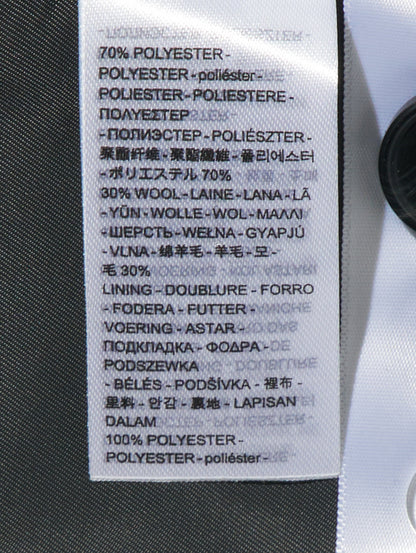 70% POLYESTER -
POLYESTER - poliéster -
POLIESTER - POLIESTERE -
ΠΟΛΥΕΣΤΕΡ
- ПОЛИЭСТЕР - POLIÉSZTER -
聚酯纤维 - 聚酯纖維 - 폴리에스터
- ポリエステル 70%
30% WOOL - LAINE - LANA - LÃ
- YÜN - WOLLE - WOL - ΜΑΛΛΙ
- ШЕРСТЬ - WEŁNA - GYAPJÚ
- VLNA - 绵羊毛 - 羊毛 - 모 -
毛 30%
LINING - DOUBLURE - FORRO
- FODERA - FUTTER -
VOERING - ASTAR -
ПОДКЛАДКА - ΦΟΔΡΑ -
PODSZEWKA
- BÉLÉS - PODŠÍVKA - 裡布 -
里料 - 안감 - 裏地 - LAPISAN
DALAM
100% POLYESTER -
POLYESTER - poliéster -